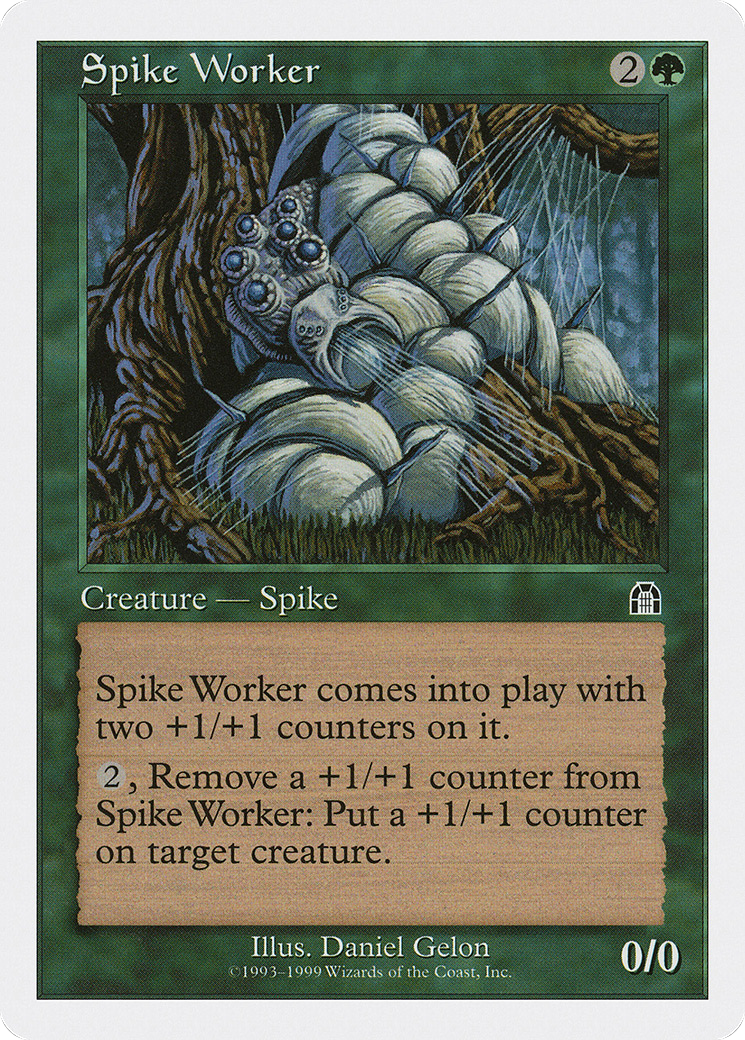 Spike Worker 2
Creature — Spike
Spike Worker comes into play with
two +1/+1 counters on it.
2, Remove a +1/+1 counter from
Spike Worker: Put a +1/+1 counter
on target creature.
Illus. Daniel Gelon
©1993–1999 Wizards of the Coast, Inc.
0/0